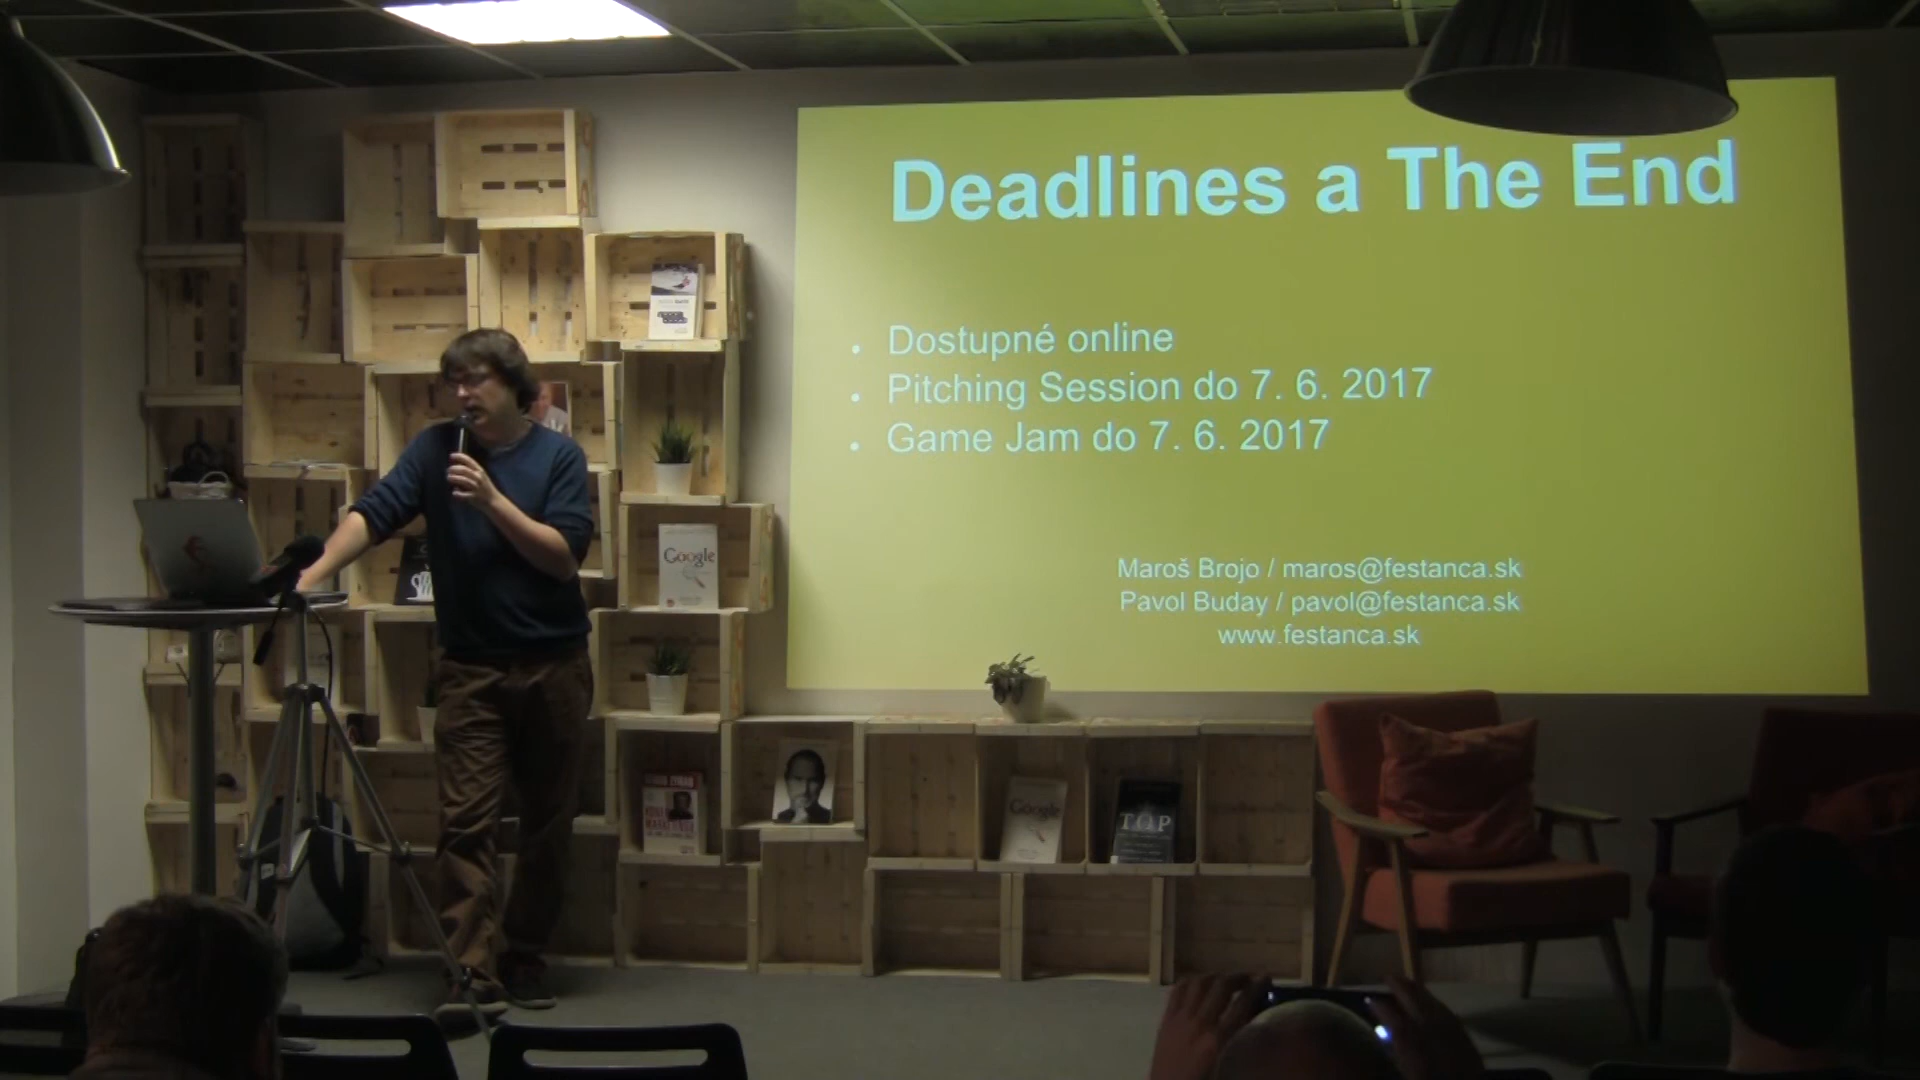 Deadlines a The End
Dostupné online
Pitching Session do 7. 6. 2017
Game Jam do 7. 6. 2017
Maroš Brojo / maros@festanca.sk
Pavol Buday / pavol@festanca.sk
www.festanca.sk
Google
Google
TOP